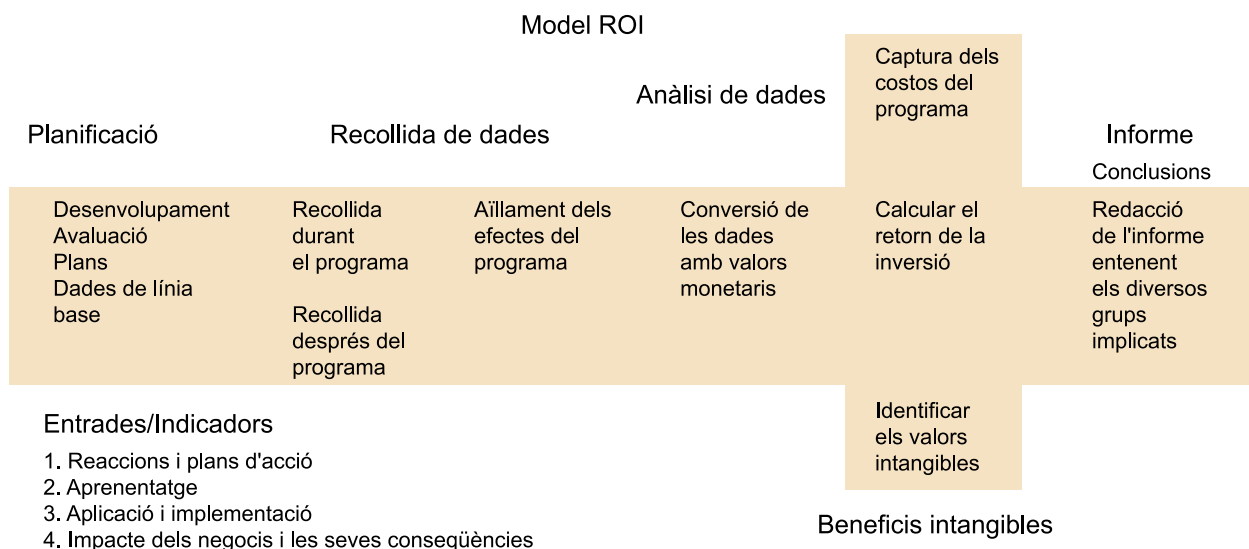 Model ROI
Captura dels
costos del
programa
Anàlisi de dades
Planificació
Recollida de dades
Informe
Conclusions
Desenvolupament
Avaluació
Plans
Dades de línia
base
Recollida
durant
el programa
Recollida
després del
programa
Aïllament dels
efectes del
programa
Conversió de
les dades
amb valors
monetaris
Calcular el
retorn de la
inversió
Redacció
de l'informe
entenent
els diversos
grups
implicats
Identificar
els valors
intangibles
Beneficis intangibles
Entrades/Indicadors
1. Reaccions i plans d'acció
2. Aprenentatge
3. Aplicació i implementació
4. Impacte dels negocis i les seves conseqüències